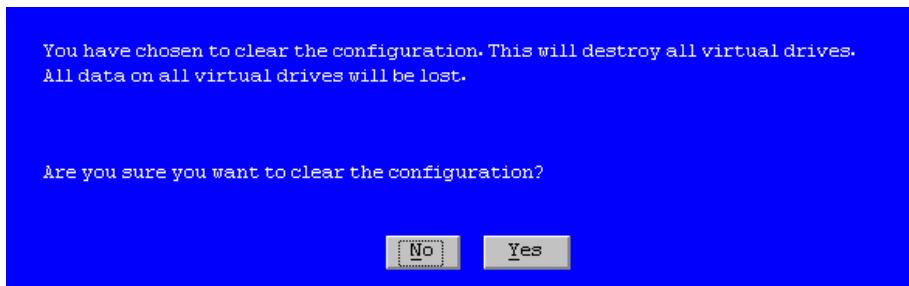 You have chosen to clear the configuration. This will destroy all virtual drives.
All data on all virtual drives will be lost.
Are you sure you want to clear the configuration?
No Yes